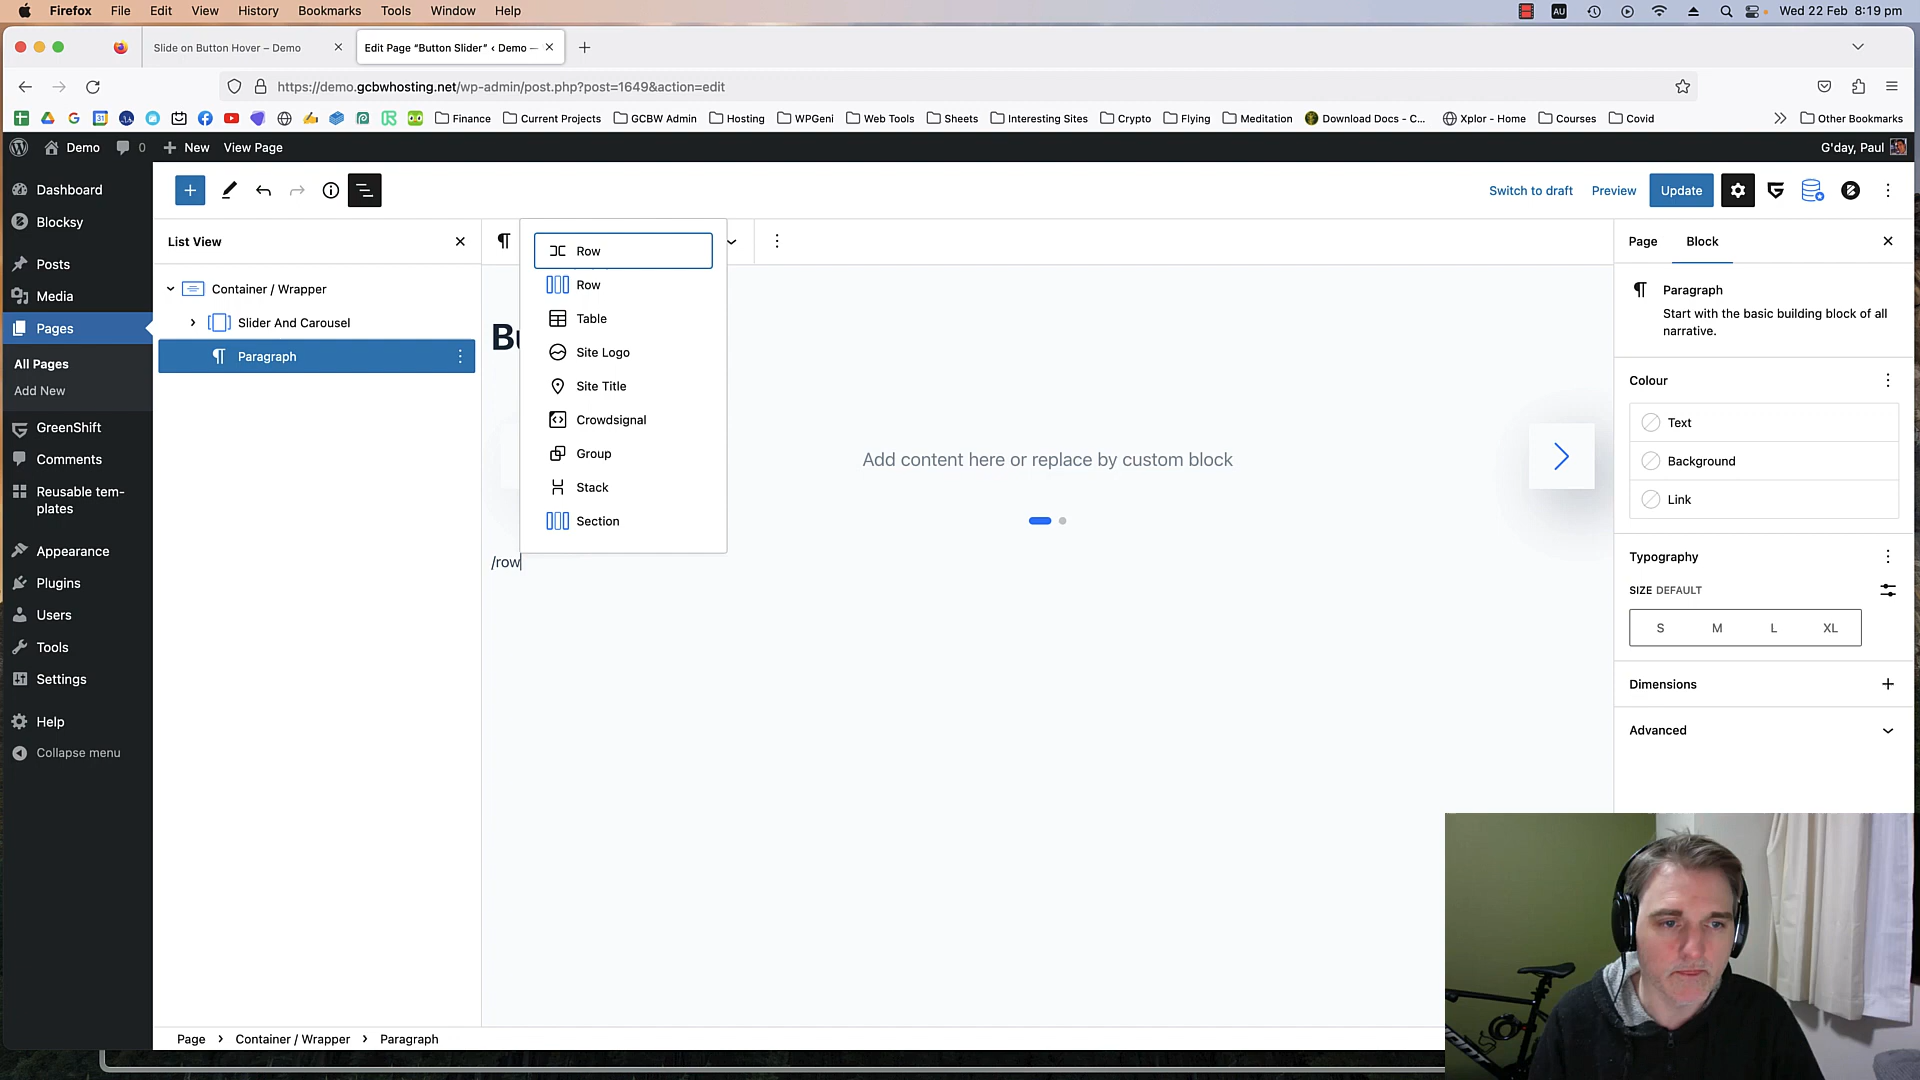 Firefox File Edit View History Bookmarks Tools Window Help
AU
Wed 22 Feb 8:19 pm
Slide on Button Hover – Demo
Edit Page “Button Slider” ‹ Demo —
https://demo.gcbwhosting.net/wp-admin/post.php?post=1649&action=edit
Finance Current Projects GCBW Admin Hosting WPGeni Web Tools Sheets Interesting Sites Crypto Flying Meditation Download Docs - C... Xplor - Home Courses Covid Other Bookmarks
Demo 0 New View Page
G'day, Paul
Dashboard
Blocksy
Posts
Media
Pages
All Pages
Add New
GreenShift
Comments
Reusable tem-
plates
Appearance
Plugins
Users
Tools
Settings
Help
Collapse menu
Switch to draft Preview Update
List View
Container / Wrapper
Slider And Carousel
Paragraph
Row
Row
Table
Site Logo
Site Title
Crowdsignal
Group
Stack
Section
Add content here or replace by custom block
/row
Page Block
Paragraph
Start with the basic building block of all
narrative.
Colour
Text
Background
Link
Typography
SIZE DEFAULT
S M L XL
Dimensions
Advanced
Page > Container / Wrapper > Paragraph